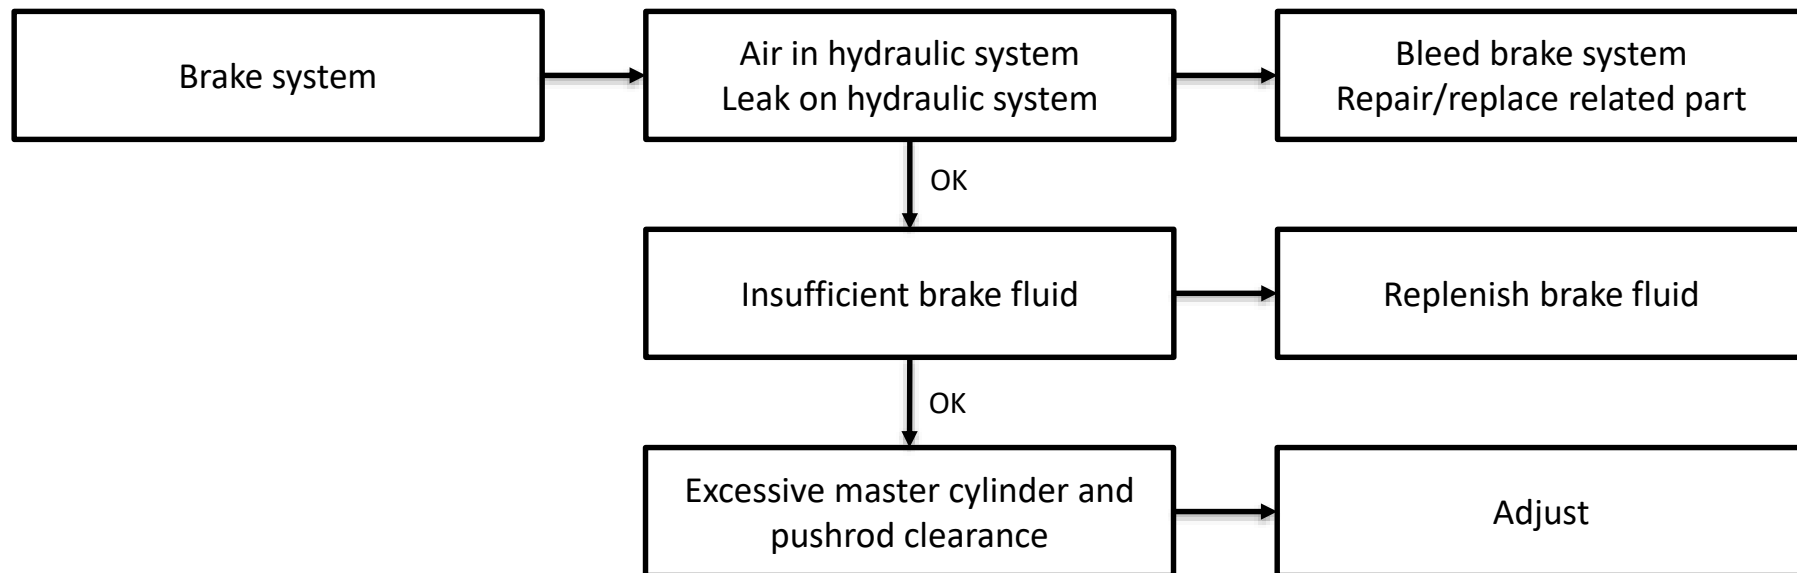 Brake system
Air in hydraulic system
Leak on hydraulic system
Bleed brake system
Repair/replace related part
OK
Insufficient brake fluid
Replenish brake fluid
OK
Excessive master cylinder and
pushrod clearance
Adjust